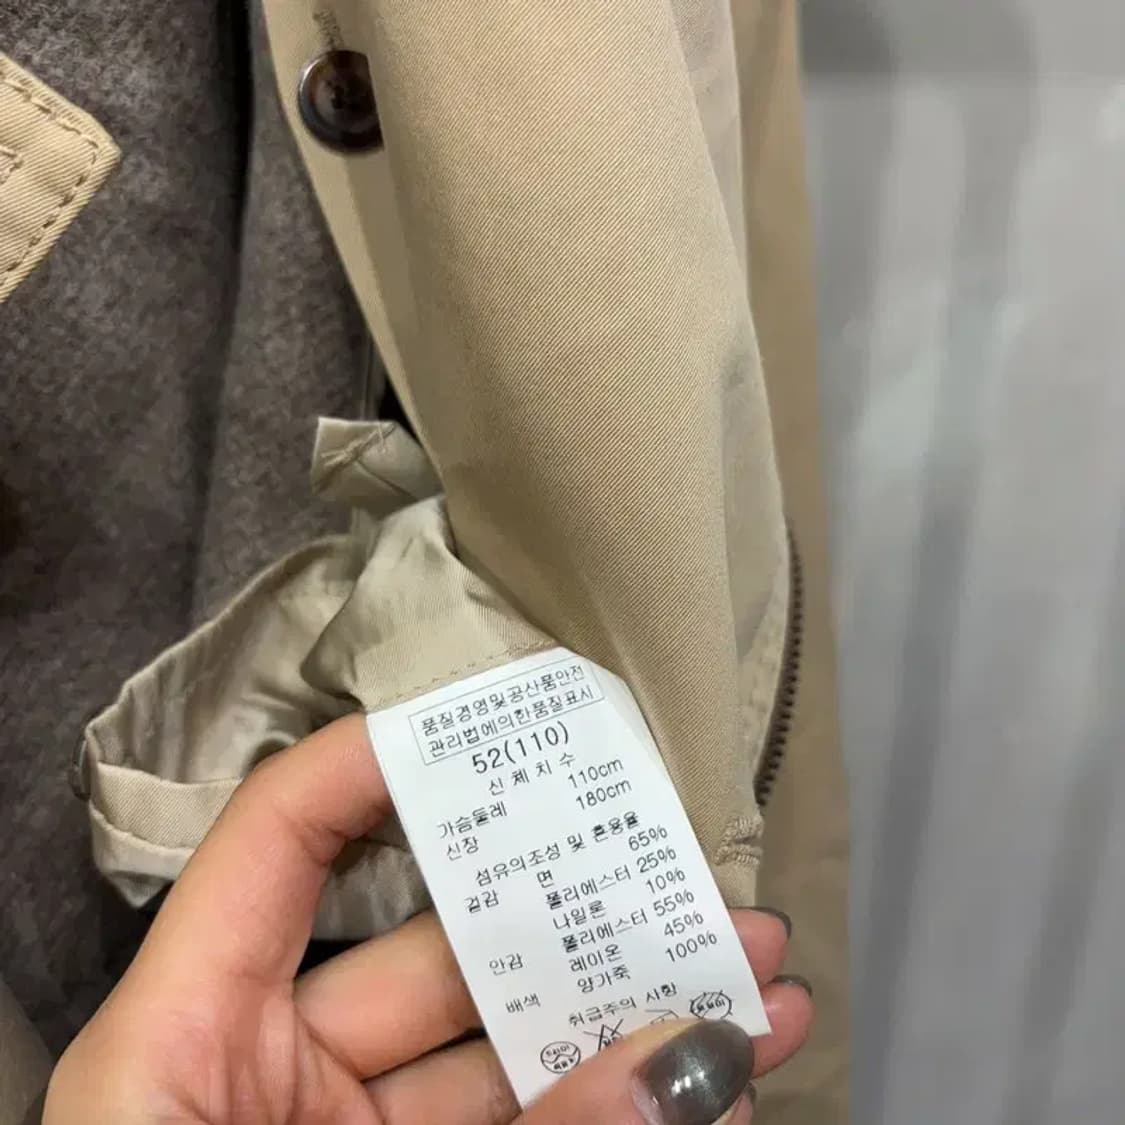 품질경영및공산품안전
관리법에의한품질표시
52(110)
신 체 치 수
가슴둘레 110cm
신장 180cm
섬유의조성 및 혼용율
겉감 면 65%
폴리에스터 25%
나일론 10%
안감 폴리에스터 55%
레이온 45%
배색 양가죽 100%
취급주의 사항
드라이